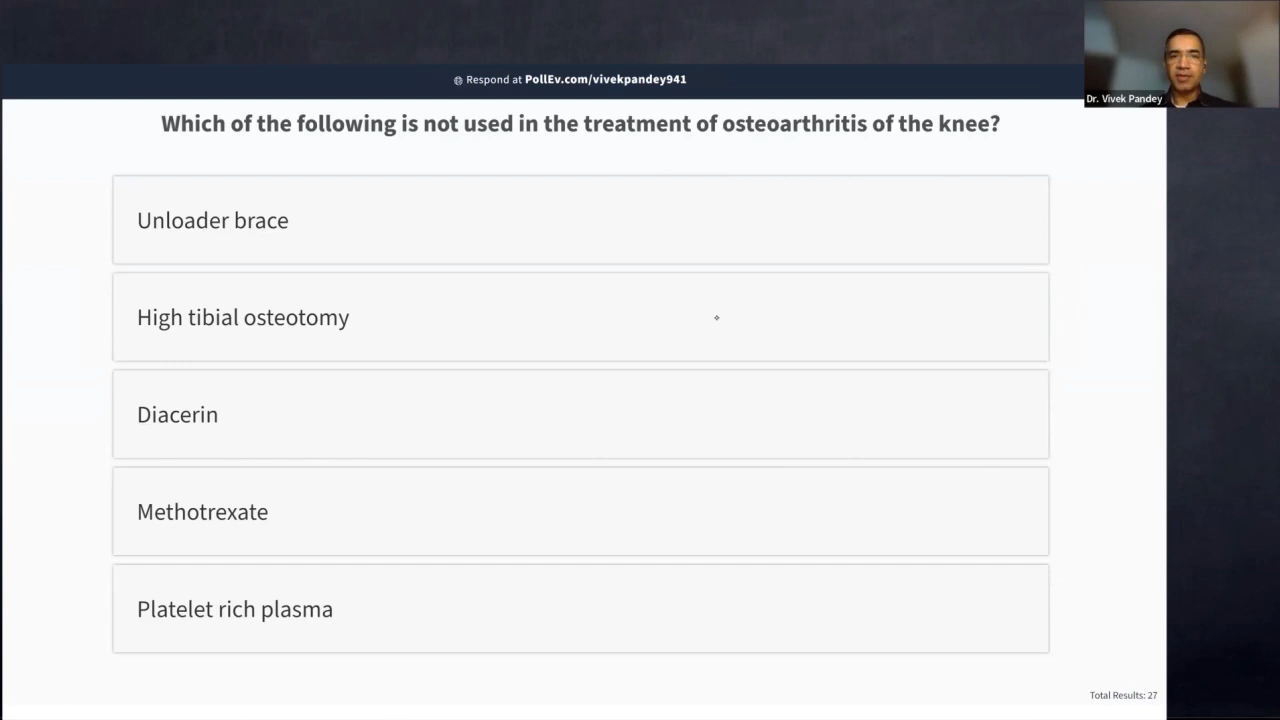 Respond at PollEv.com/vivekpandey941
Dr. Vivek Pandey
Which of the following is not used in the treatment of osteoarthritis of the knee?
Unloader brace
High tibial osteotomy
Diacerin
Methotrexate
Platelet rich plasma
Total Results: 27